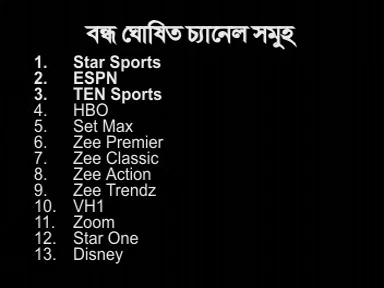 বন্ধ ঘোষিত চ্যানেল সমূহ
1. Star Sports
2. ESPN
3. TEN Sports
4. HBO
5. Set Max
6. Zee Premier
7. Zee Classic
8. Zee Action
9. Zee Trendz
10. VH1
11. Zoom
12. Star One
13. Disney